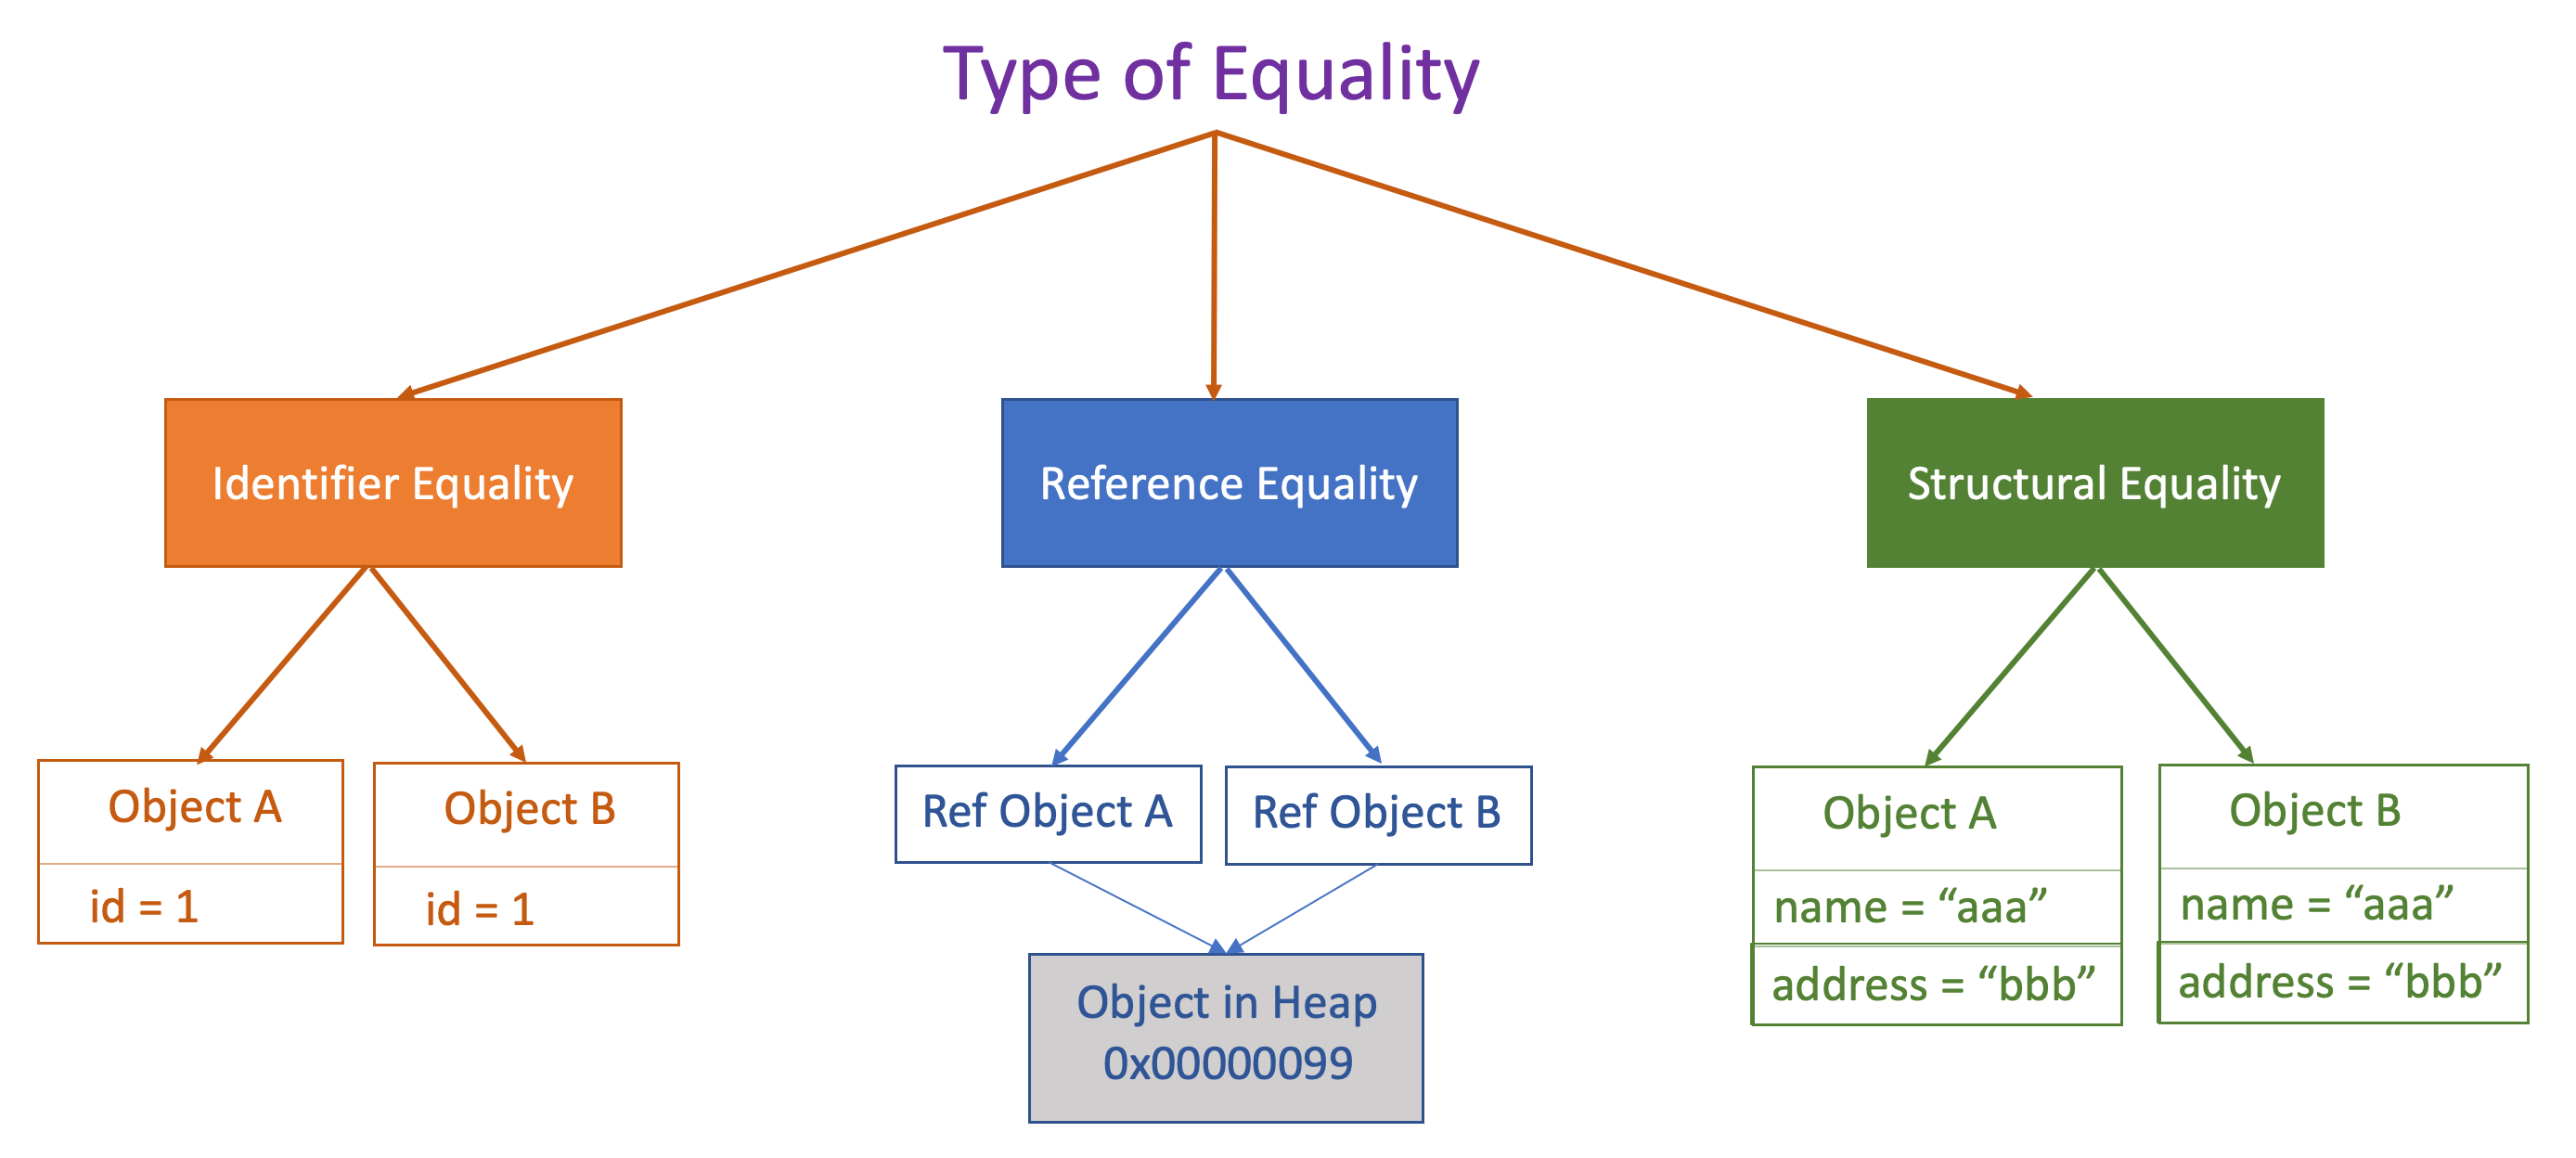 Type of Equality
Identifier Equality
Reference Equality
Structural Equality
Object A
id = 1
Object B
id = 1
Ref Object A
Ref Object B
Object in Heap
0x00000099
Object A
name = “aaa”
address = “bbb”
Object B
name = “aaa”
address = “bbb”